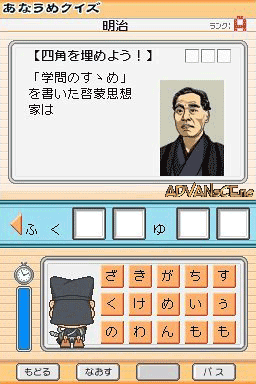 あなうめクイズ
明治
ランク:A
【四角を埋めよう!】
「学問のすゝめ」
を書いた啓蒙思想
家は
ADVANSCE.NE
ふ く ゆ
ざ き が ち す
く け め い う
の わ ん も も
もどる なおす パス